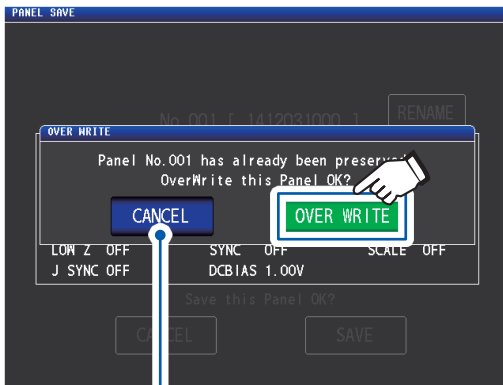 PANEL SAVE
No.001 [ 1412031000 ]
RENAME
OVER WRITE
Panel No.001 has already been
OverWrite this Panel OK?
CANCEL
OVER WRITE
LOW Z OFF SYNC OFF SCALE OFF
J SYNC OFF DCBIAS 1.00V
Save this Panel OK?
CANCEL
SAVE